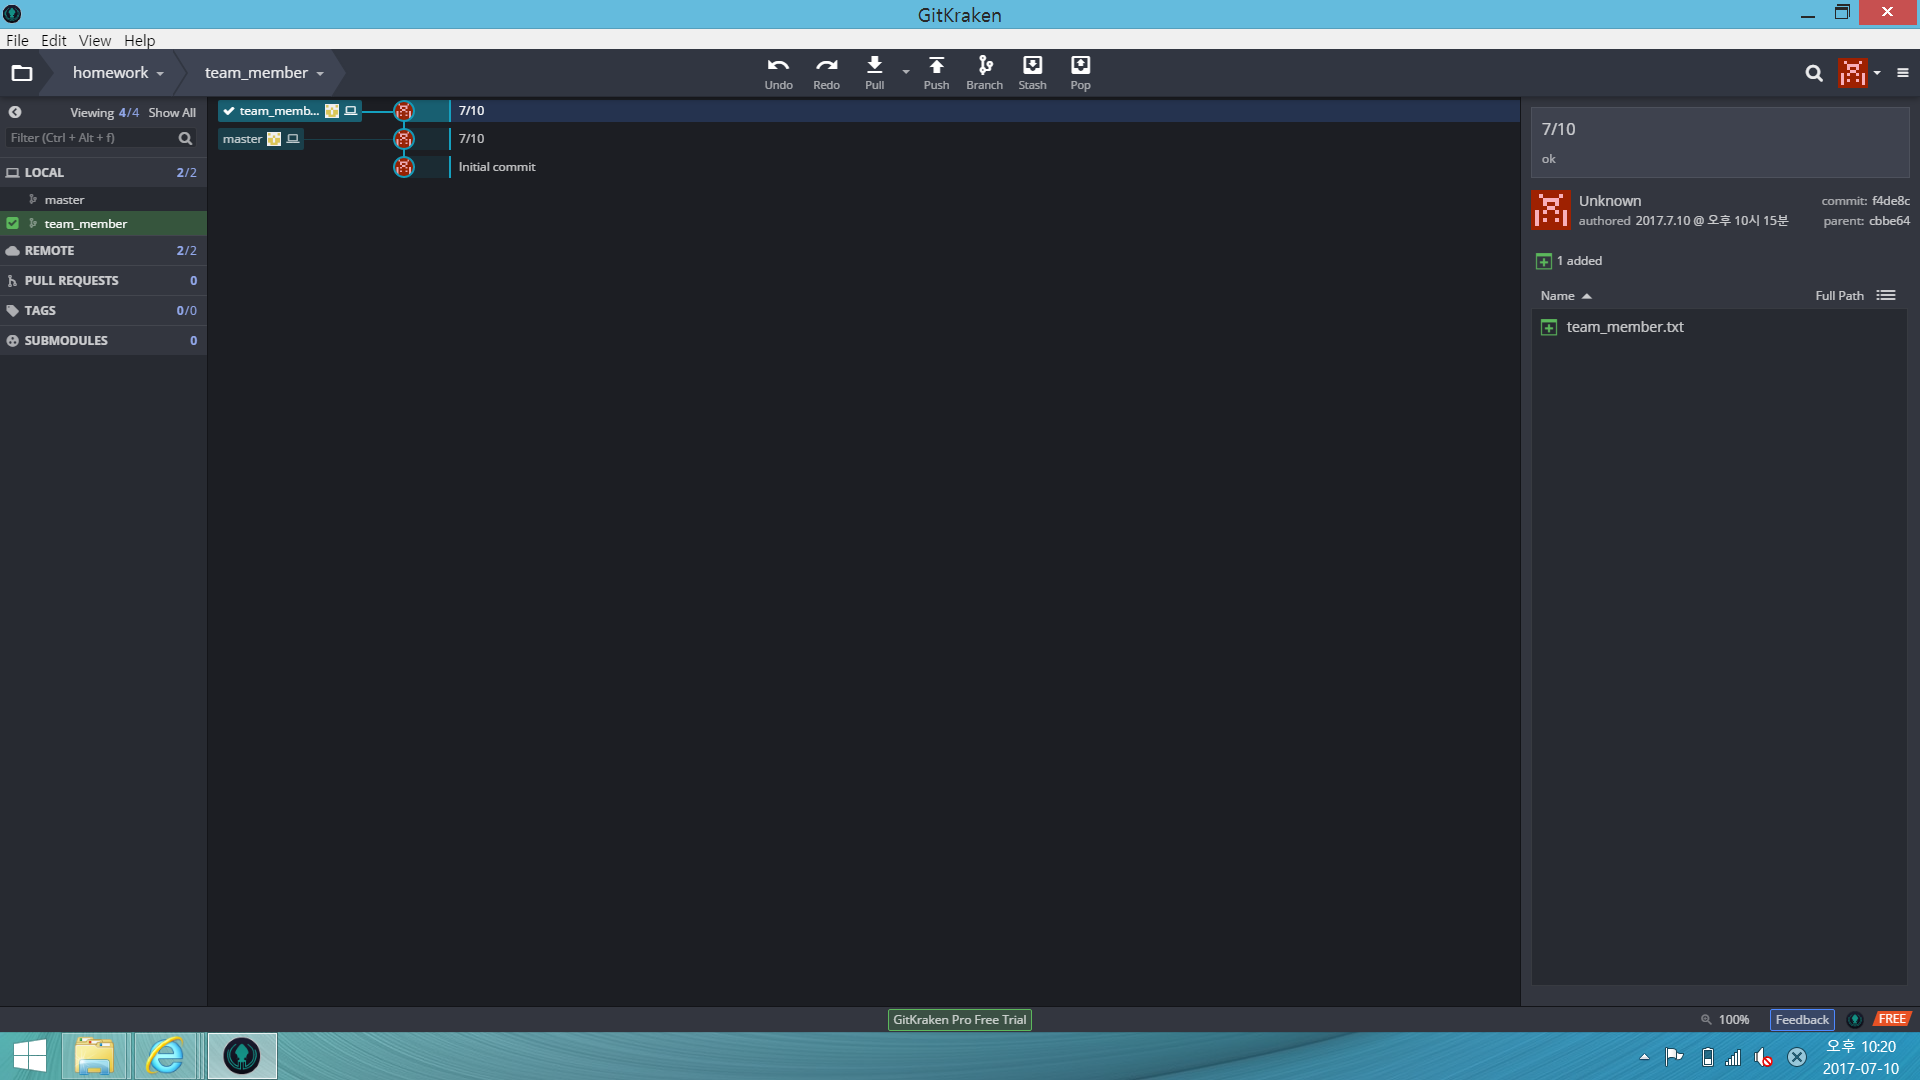 GitKraken
File Edit View Help
homework
team_member
Undo
Redo
Pull
Push
Branch
Stash
Pop
Viewing 4/4 Show All
Filter (Ctrl + Alt + f)
LOCAL 2/2
master
team_member
REMOTE 2/2
PULL REQUESTS 0
TAGS 0/0
SUBMODULES 0
team_memb... 7/10
master 7/10
Initial commit
7/10
ok
Unknown commit: f4de8c
authored 2017.7.10 @ 오후 10시 15분 parent: cbbe64
1 added
Name Full Path
team_member.txt
GitKraken Pro Free Trial
100%
Feedback
FREE
오후 10:20
2017-07-10